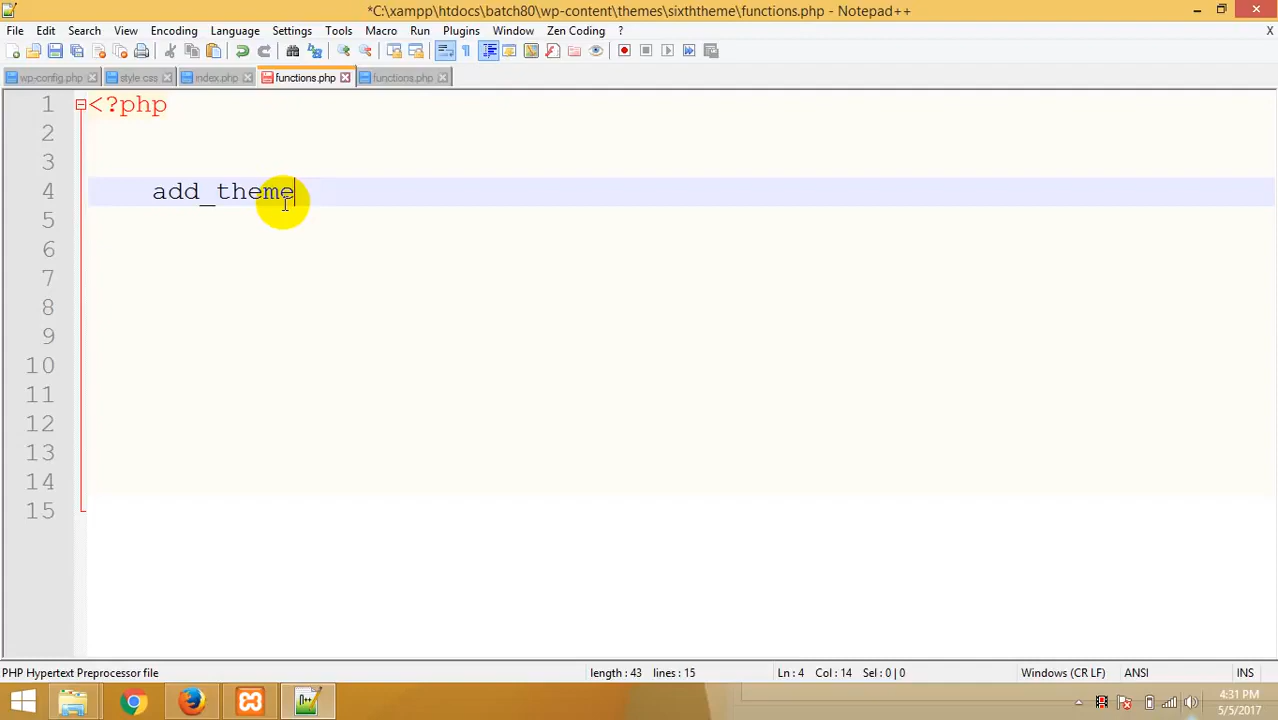 *C:\xampp\htdocs\batch80\wp-content\themes\sixththeme\functions.php - Notepad++
File Edit Search View Encoding Language Settings Tools Macro Run Plugins Window Zen Coding ? X
wp-config.php style.css index.php functions.php functions.php
1 <?php
2
3
4 add_theme
5
6
7
8
9
10
11
12
13
14
15
PHP Hypertext Preprocessor file length : 43 lines : 15 Ln : 4 Col : 14 Sel : 0 | 0 Windows (CR LF) ANSI INS
4:31 PM
5/5/2017